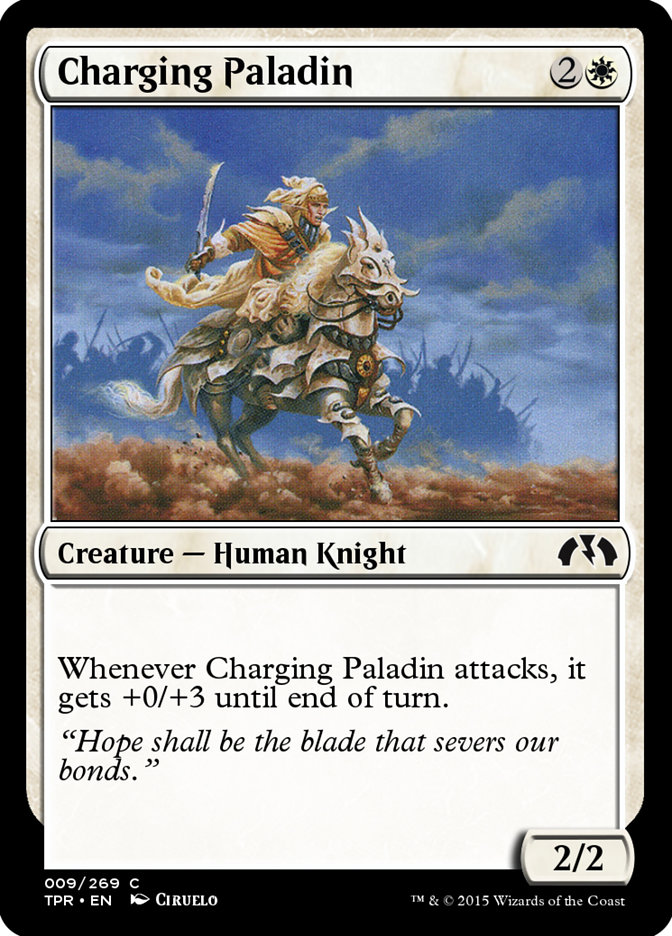 Charging Paladin 2
Creature — Human Knight
Whenever Charging Paladin attacks, it
gets +0/+3 until end of turn.
“Hope shall be the blade that severs our
bonds.”
2/2
009/269 C
TPR • EN Ciruelo
™ & © 2015 Wizards of the Coast